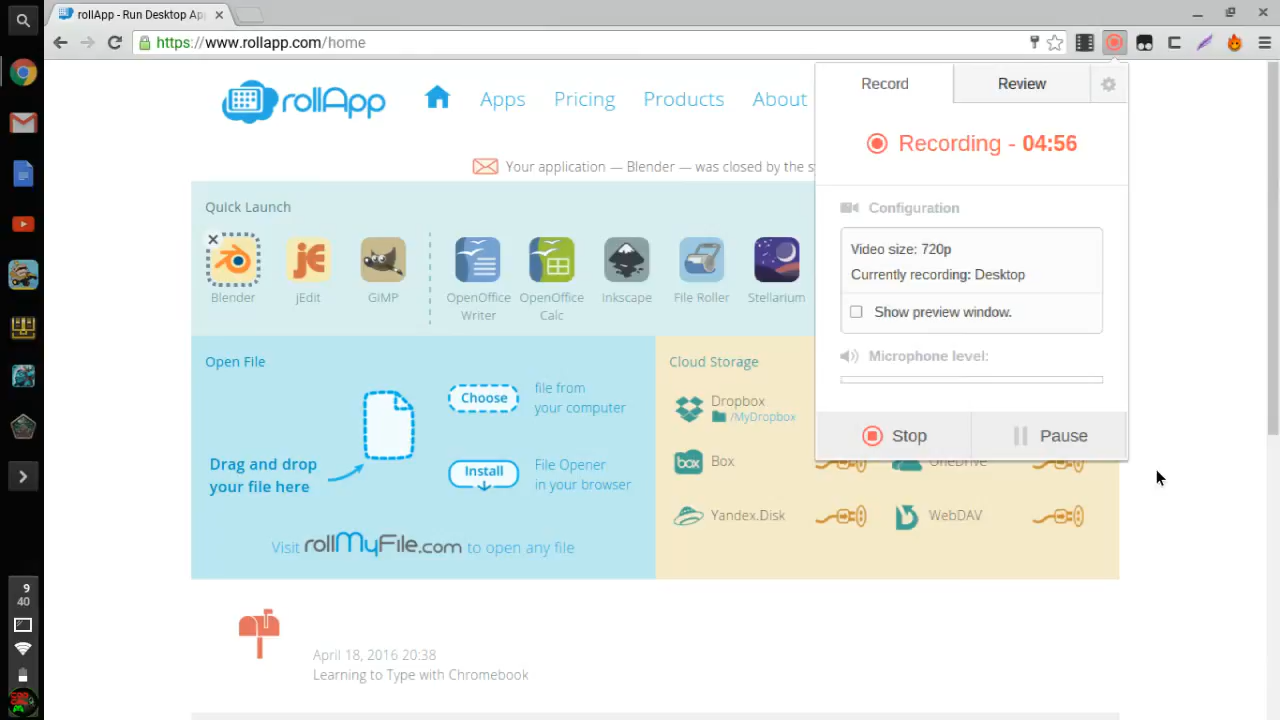 rollApp - Run Desktop Ap
https://www.rollapp.com/home
rollApp
Apps
Pricing
Products
About
Your application — Blender — was closed by the s
Record
Review
Recording - 04:56
Configuration
Video size: 720p
Currently recording: Desktop
Show preview window.
Microphone level:
Stop
Pause
Quick Launch
Blender
jEdit
GIMP
OpenOffice
Writer
OpenOffice
Calc
Inkscape
File Roller
Stellarium
Open File
Choose
file from
your computer
Drag and drop
your file here
Install
File Opener
in your browser
Visit rollMyFile.com to open any file
Cloud Storage
Dropbox
/MyDropbox
box
Box
OneDrive
Yandex.Disk
WebDAV
April 18, 2016 20:38
Learning to Type with Chromebook
9
40